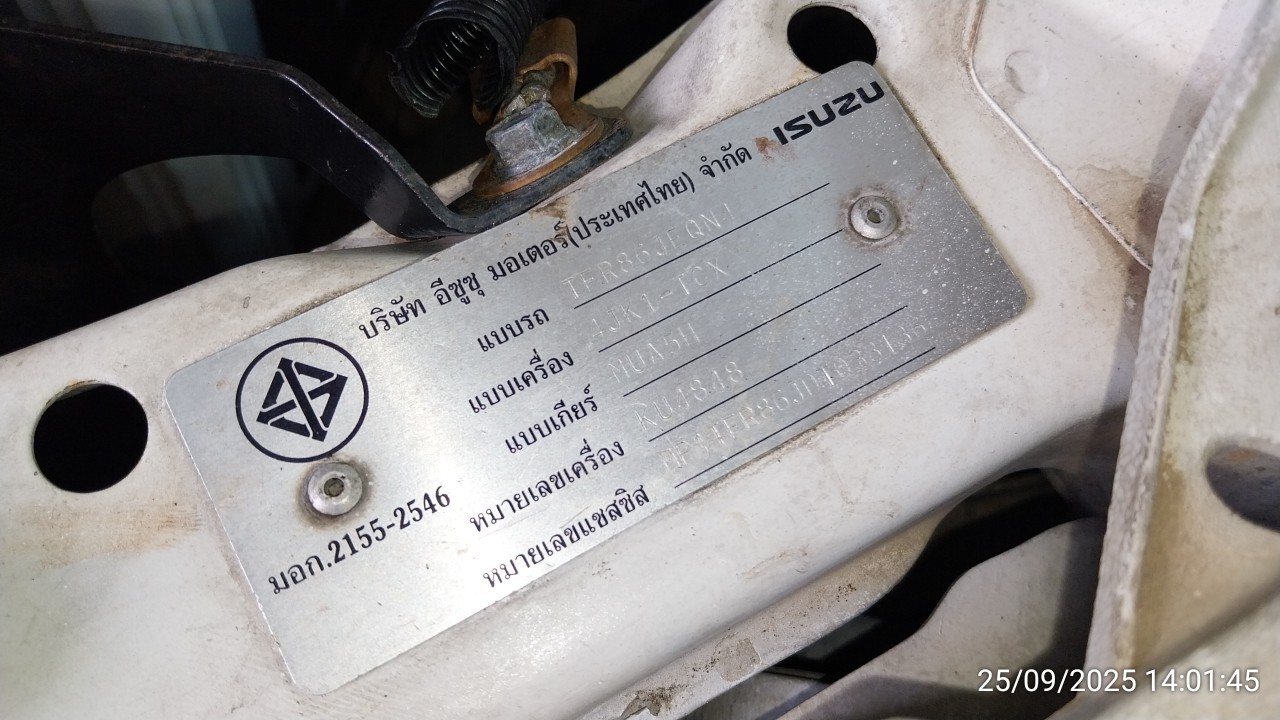 ISUZU
บริษัท อีซูซุ มอเตอร์(ประเทศไทย) จำกัด
แบบรถ
แบบเครื่อง 4JK1-TCX
แบบเกียร์ MUA5H
หมายเลขเครื่อง
หมายเลขแชสซิส
มอก.2155-2546
25/09/2025 14:01:45